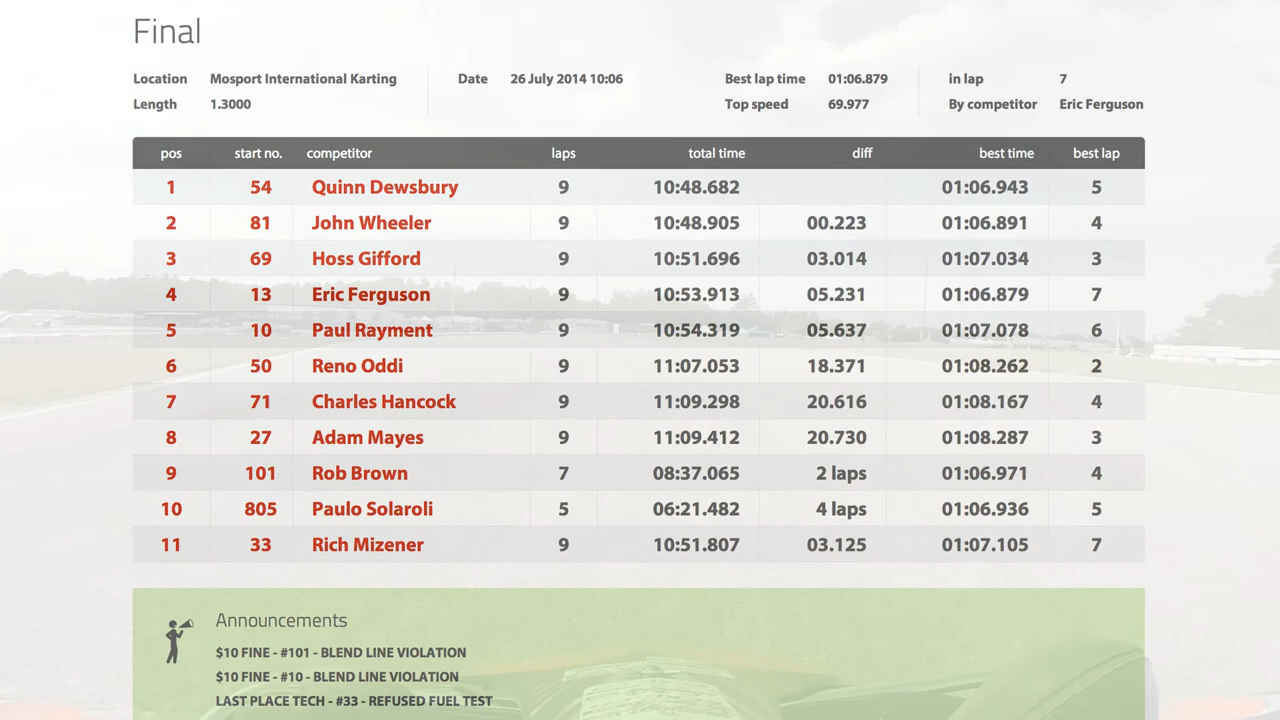 Final
Location Mosport International Karting Date 26 July 2014 10:06 Best lap time 01:06.879 in lap 7
Length 1.3000 Top speed 69.977 By competitor Eric Ferguson
pos start no. competitor laps total time diff best time best lap
1 54 Quinn Dewsbury 9 10:48.682 01:06.943 5
2 81 John Wheeler 9 10:48.905 00.223 01:06.891 4
3 69 Hoss Gifford 9 10:51.696 03.014 01:07.034 3
4 13 Eric Ferguson 9 10:53.913 05.231 01:06.879 7
5 10 Paul Rayment 9 10:54.319 05.637 01:07.078 6
6 50 Reno Oddi 9 11:07.053 18.371 01:08.262 2
7 71 Charles Hancock 9 11:09.298 20.616 01:08.167 4
8 27 Adam Mayes 9 11:09.412 20.730 01:08.287 3
9 101 Rob Brown 7 08:37.065 2 laps 01:06.971 4
10 805 Paulo Solaroli 5 06:21.482 4 laps 01:06.936 5
11 33 Rich Mizener 9 10:51.807 03.125 01:07.105 7
Announcements
$10 FINE - #101 - BLEND LINE VIOLATION
$10 FINE - #10 - BLEND LINE VIOLATION
LAST PLACE TECH - #33 - REFUSED FUEL TEST